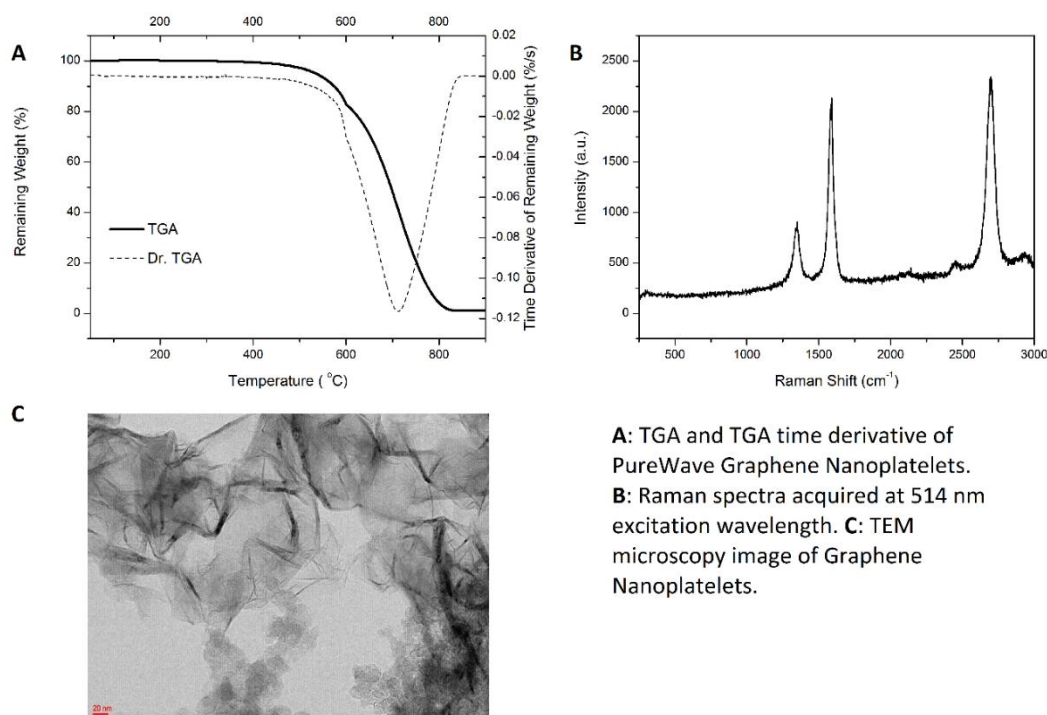 A
200 400 600 800
100
80
60
40
20
0
Remaining Weight (%)
TGA
Dr. TGA
0.02
0.00
-0.02
-0.04
-0.06
-0.08
-0.10
-0.12
Time Derivative of Remaining Weight (%/s)
200 400 600 800
Temperature ( °C)
B
2500
2000
1500
1000
500
0
Intensity (a.u.)
500 1000 1500 2000 2500 3000
Raman Shift (cm⁻¹)
C
20 nm
A: TGA and TGA time derivative of
PureWave Graphene Nanoplatelets.
B: Raman spectra acquired at 514 nm
excitation wavelength. C: TEM
microscopy image of Graphene
Nanoplatelets.